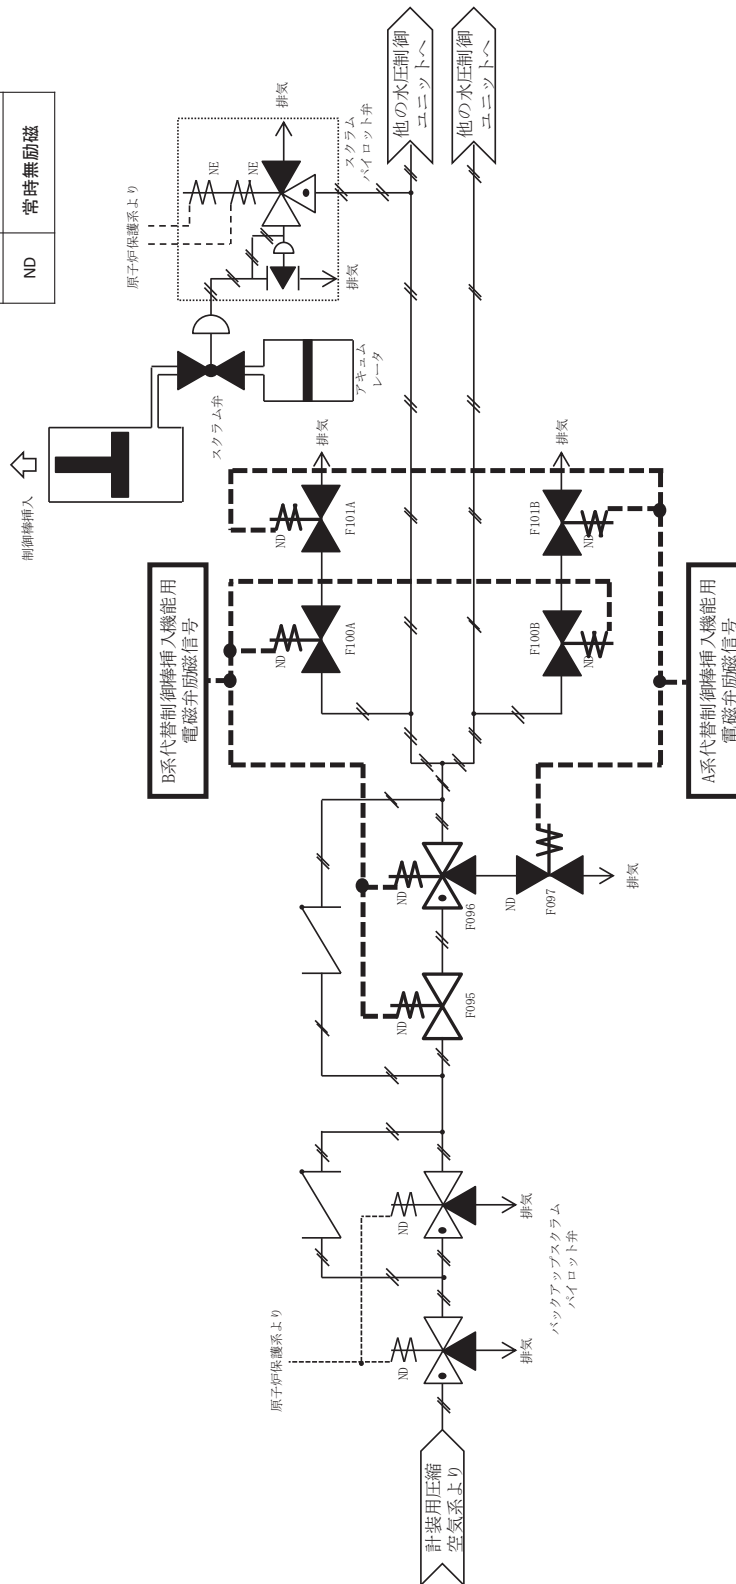 計装用圧縮
空気系より
原子炉保護系より
ND
ND
排気
排気
バックアップスクラム
パイロット弁
ND
ND
F095
F096
ND
F097
排気
B系代替制御棒挿入機能用
電磁弁励磁信号
A系代替制御棒挿入機能用
電磁弁励磁信号
ND
F100A
ND
F101A
排気
F100B
ND
F101B
ND
排気
制御棒挿入
スクラム弁
アキュム
レータ
原子炉保護系より
NE
NE
排気
排気
スクラム
パイロット弁
他の水圧制御
ユニットへ
他の水圧制御
ユニットへ
ND
常時無励磁